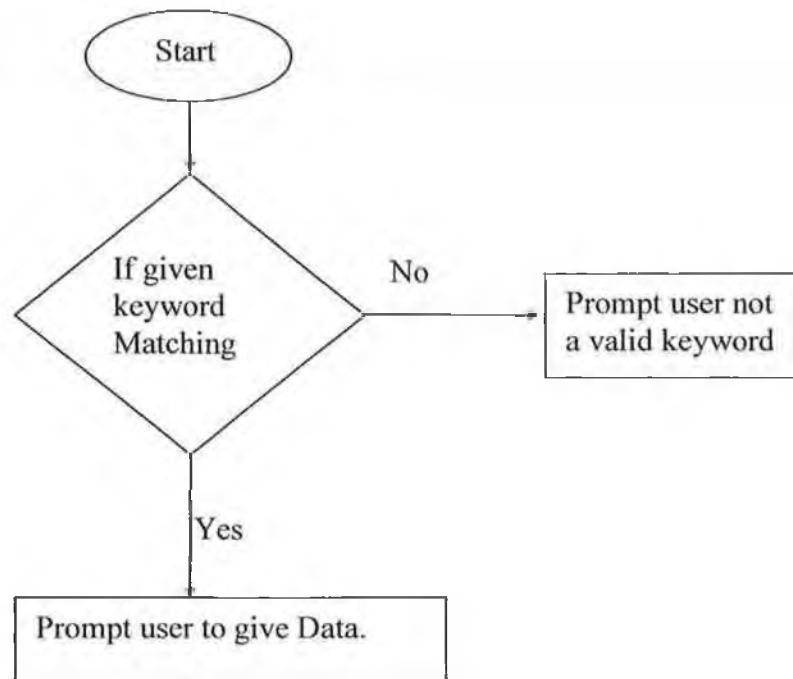 Start
If given
keyword
Matching
No
Prompt user not
a valid keyword
Yes
Prompt user to give Data.